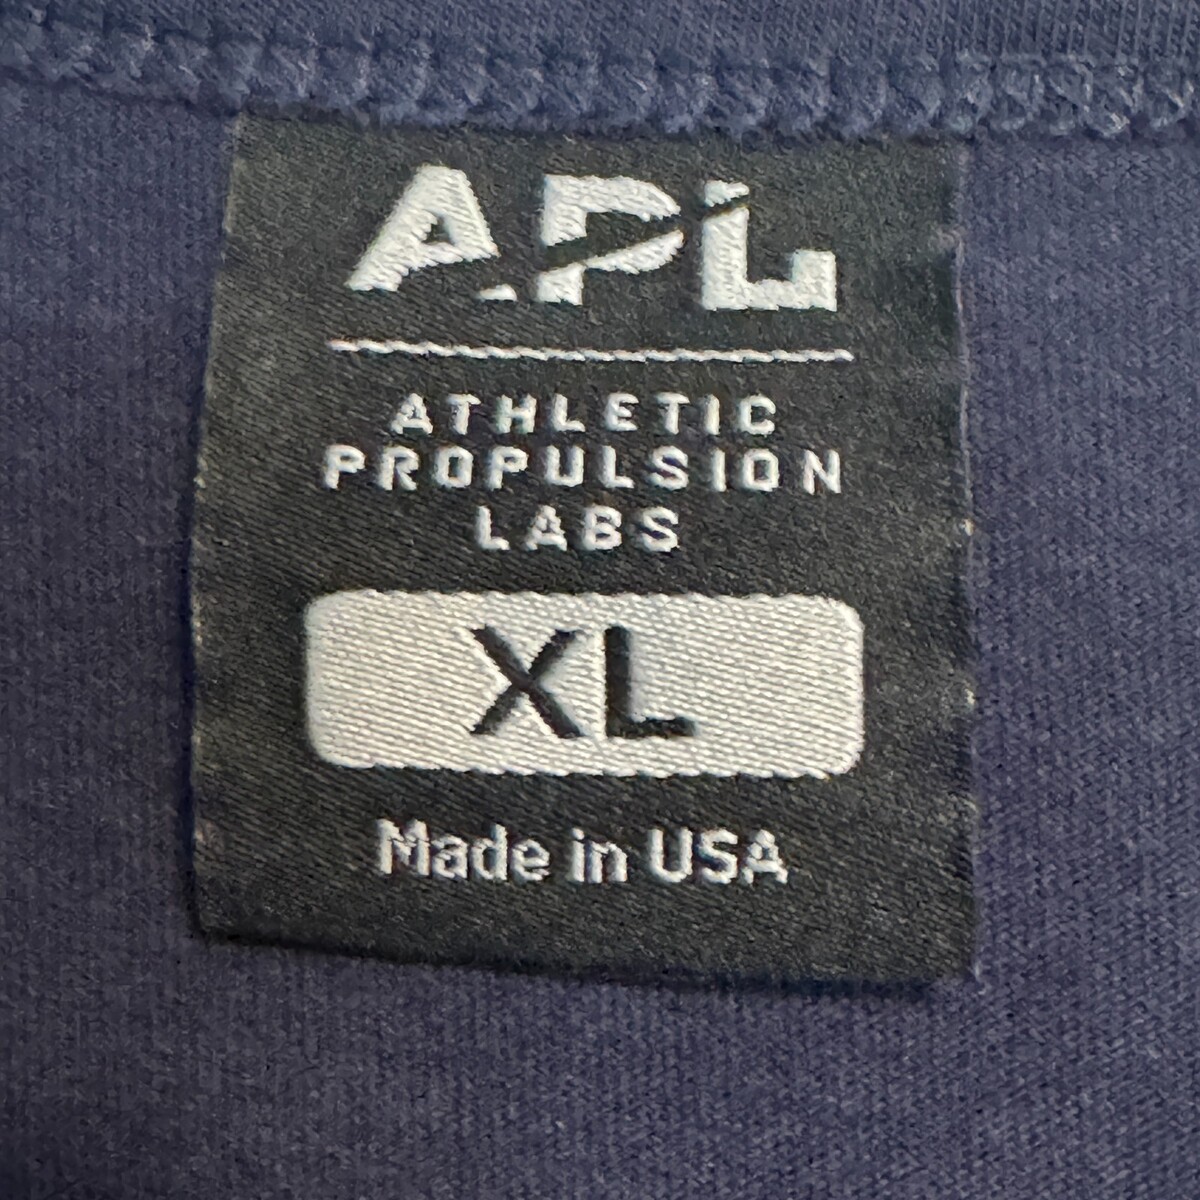 APL
ATHLETIC
PROPULSION
LABS
XL
Made in USA